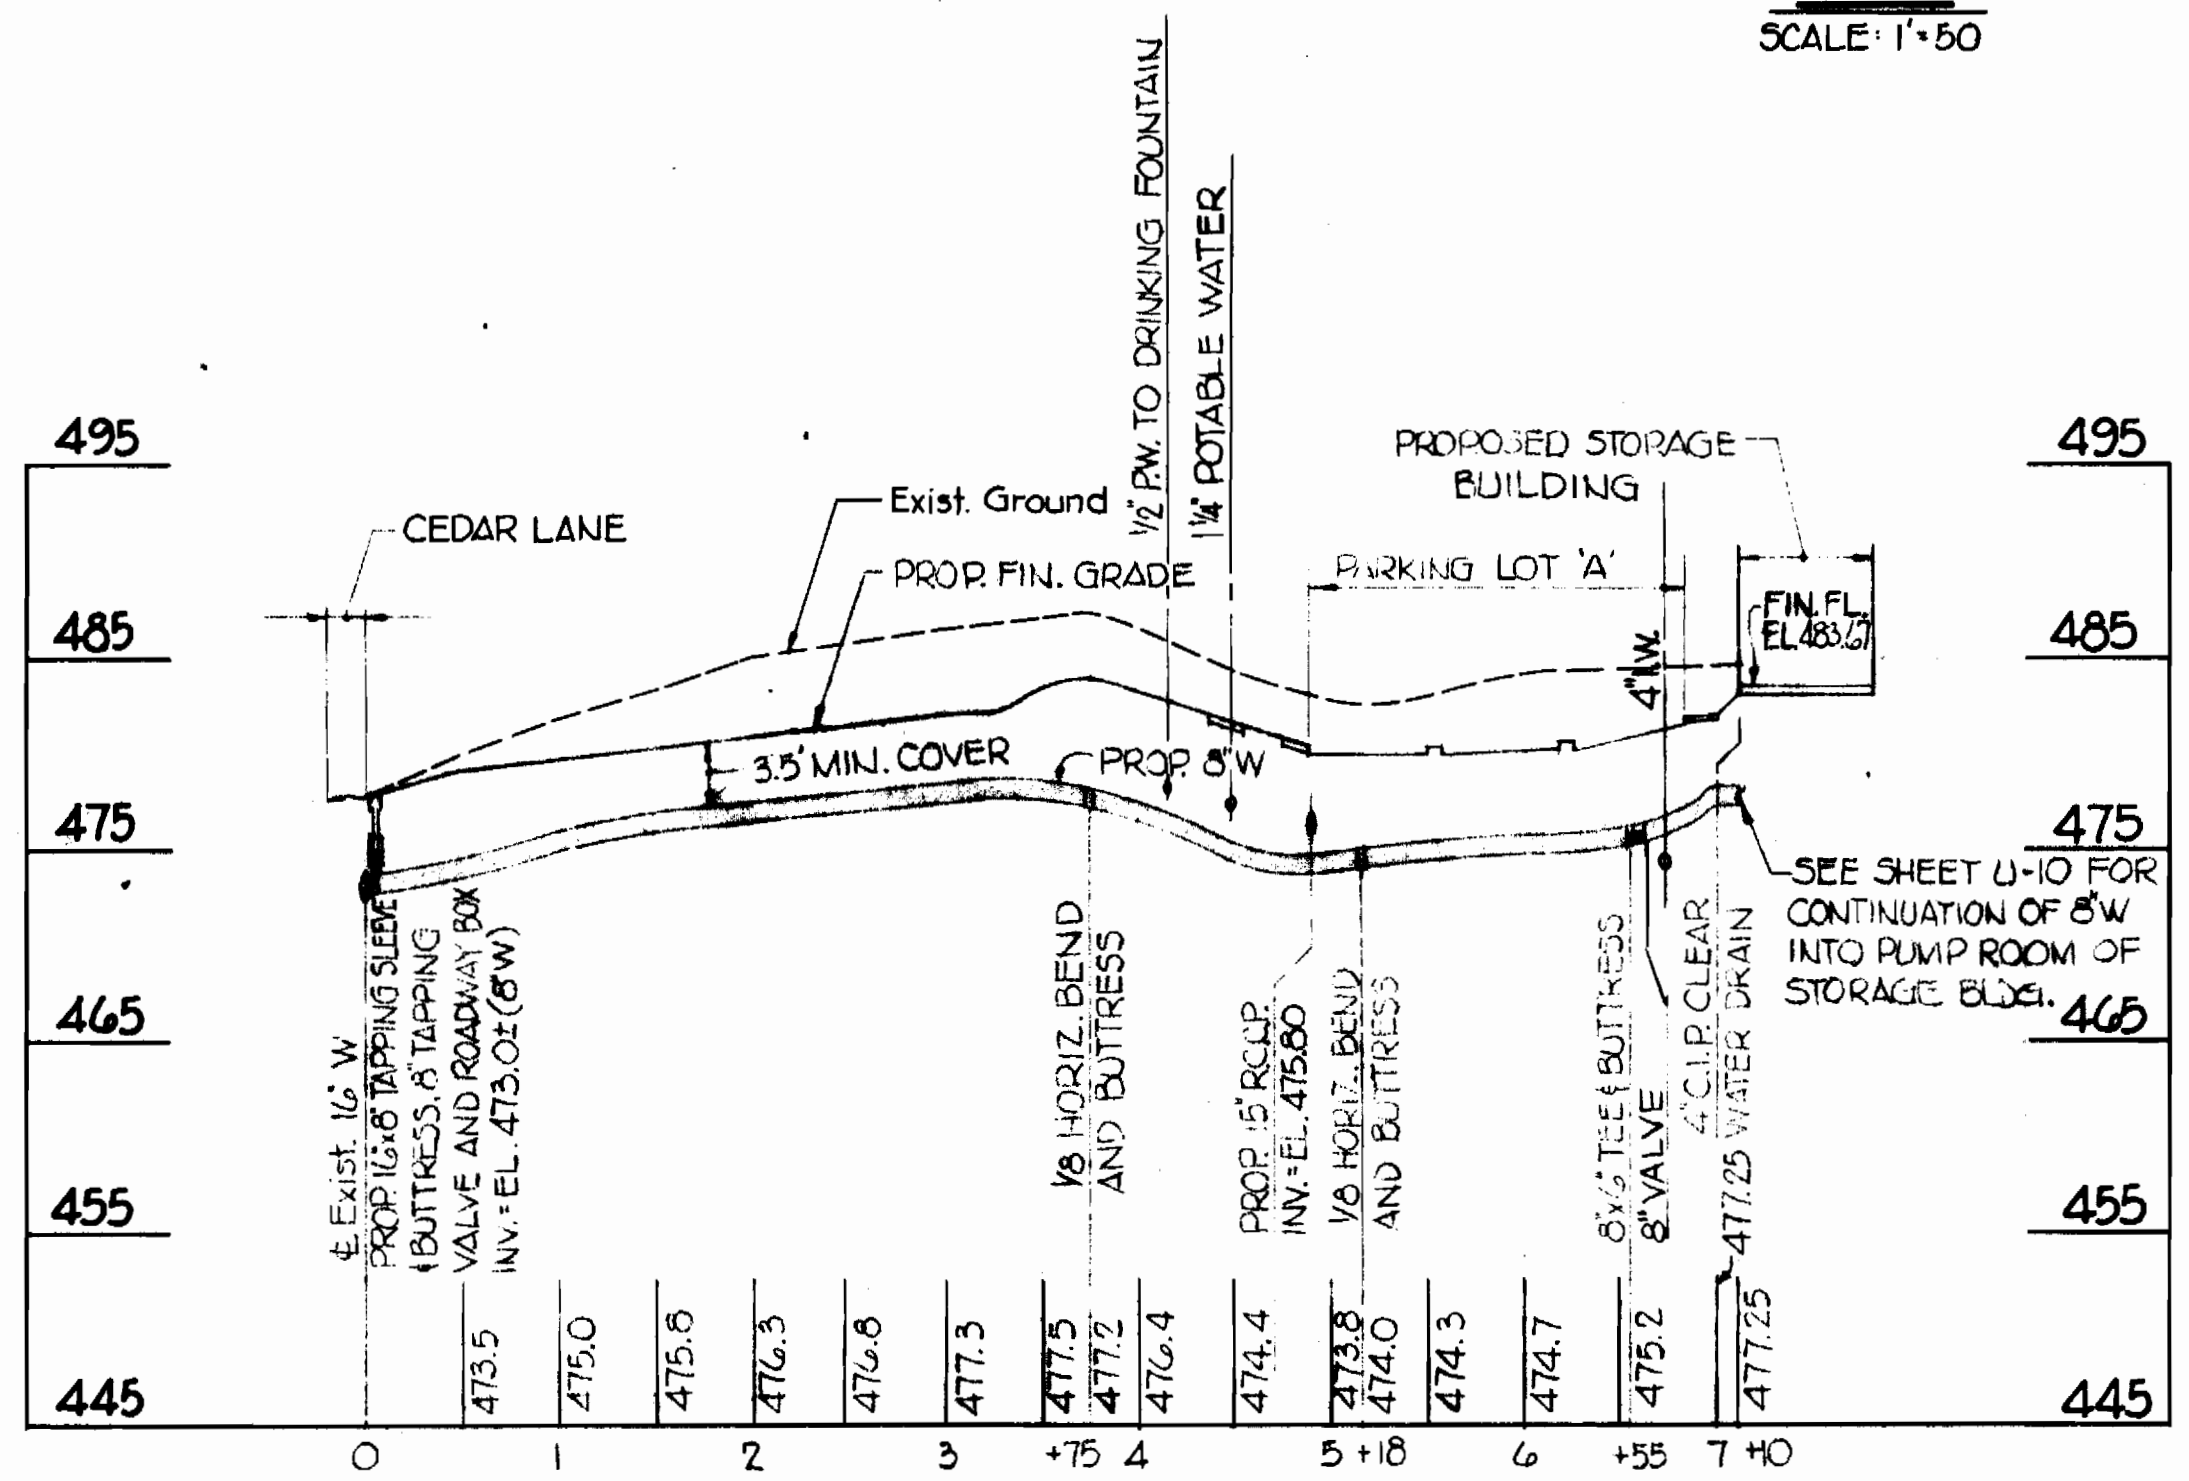 SCALE: 1"=50
1/2" P.W. TO DRINKING FOUNTAIN
1 1/4" POTABLE WATER
495
495
PROPOSED STORAGE
BUILDING
Exist. Ground
CEDAR LANE
PARKING LOT 'A'
PROP. FIN. GRADE
FIN. FL.
EL. 483.67
485
485
4" I.W.
3.5' MIN. COVER
PROP. 8" W
475
475
SEE SHEET U-10 FOR
CONTINUATION OF 8"W
INTO PUMP ROOM OF
STORAGE BLDG.
465
465
℄ Exist. 16" W
PROP. 16"x8" TAPPING SLEEVE
& BUTTRESS, 8" TAPPING
VALVE AND ROADWAY BOX
INV.=EL. 473.0± (8"W)
1/8 HORIZ. BEND
AND BUTTRESS
PROP. 15" R.C.C.P.
INV.=EL. 475.80
1/8 HORIZ. BEND
AND BUTTRESS
8"x6" TEE & BUTTRESS
8" VALVE
4" C.I.P. CLEAR
WATER DRAIN
477.25
455
455
473.5
475.0
475.8
476.3
476.8
477.3
477.5
477.2
476.4
474.4
473.8
474.0
474.3
474.7
475.2
477.25
445
445
0 1 2 3 +75 4 5 +18 6 +55 7 +10